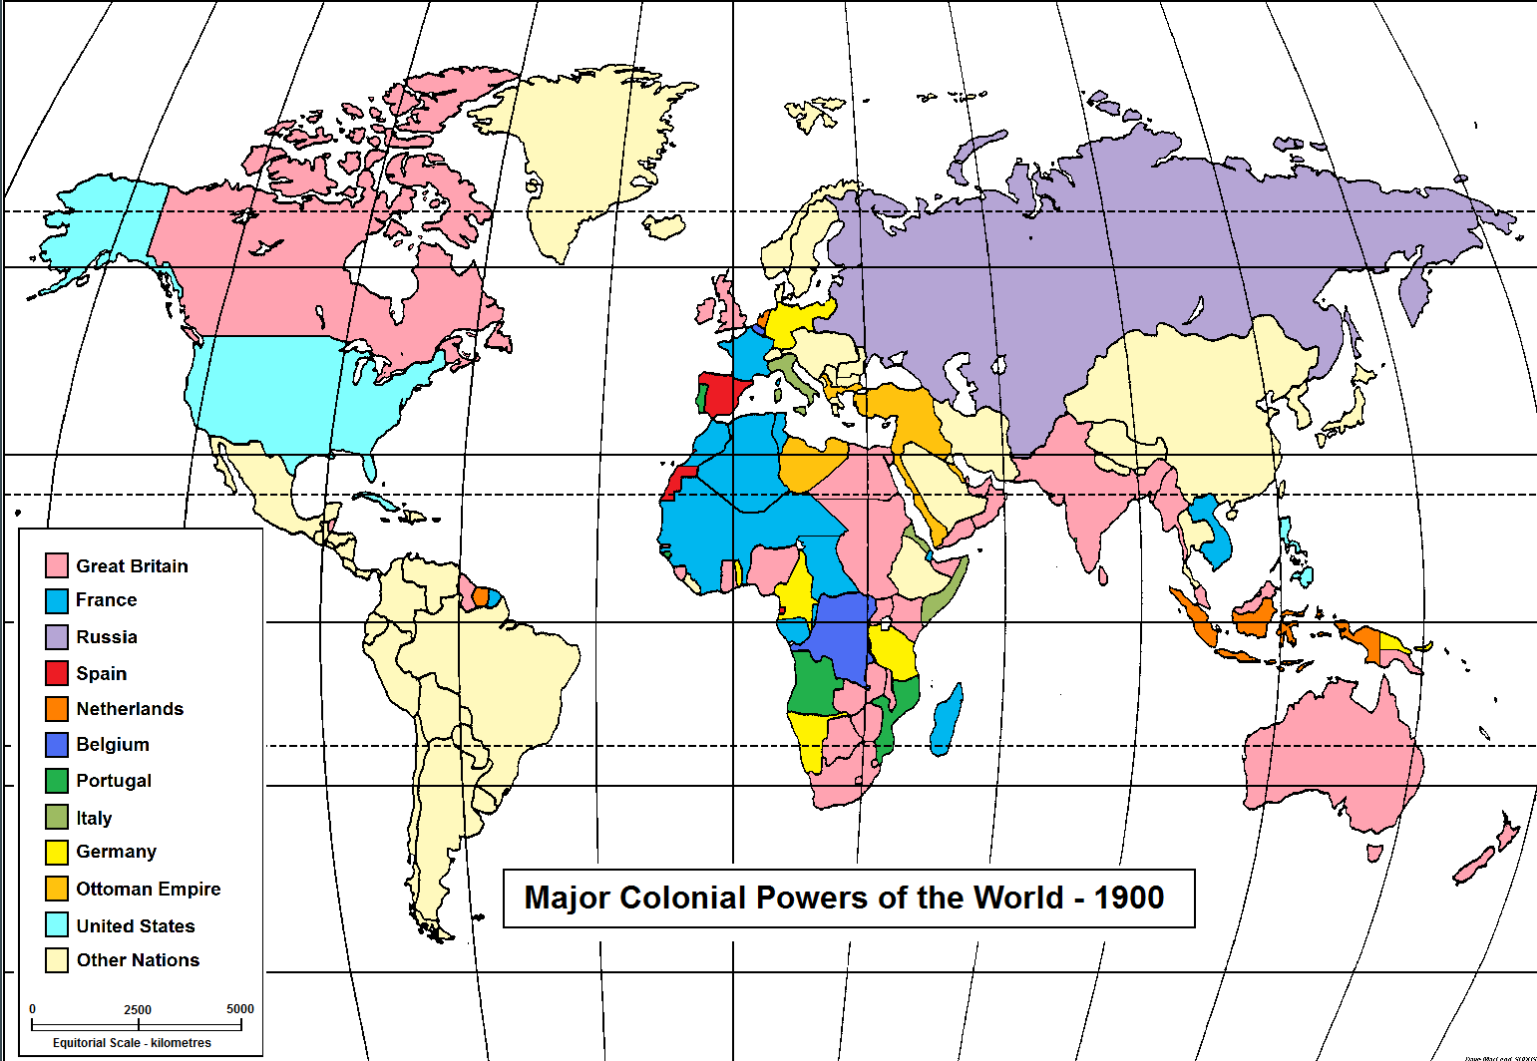 Great Britain
France
Russia
Spain
Netherlands
Belgium
Portugal
Italy
Germany
Ottoman Empire
United States
Other Nations
0 2500 5000
Equitorial Scale - kilometres
Major Colonial Powers of the World - 1900